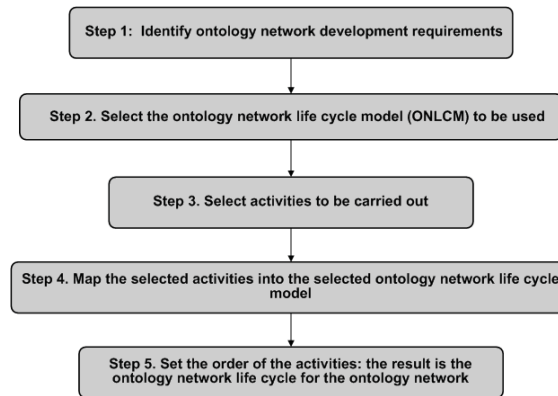 Step 1:  Identify ontology network development requirements
Step 2. Select the ontology network life cycle model (ONLCM) to be used
Step 3. Select activities to be carried out
Step 4. Map the selected activities into the selected ontology network life cycle
model
Step 5. Set the order of the activities: the result is the
ontology network life cycle for the ontology network